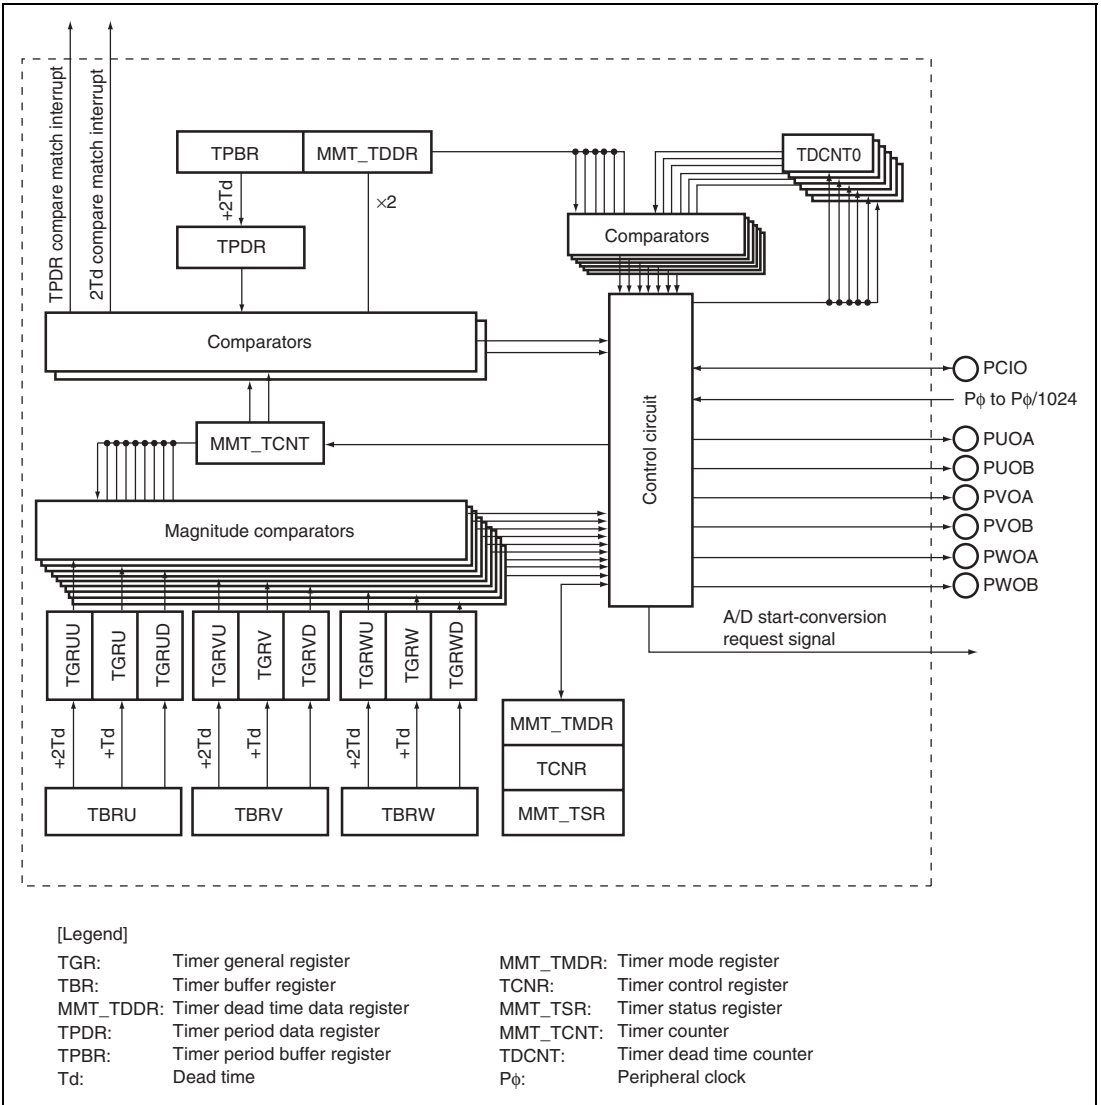 TPDR compare match interrupt
2Td compare match interrupt
TPBR
MMT_TDDR
TDCNT0
+2Td
×2
TPDR
Comparators
Comparators
PCIO
Pϕ to Pϕ/1024
MMT_TCNT
Control circuit
PUOA
PUOB
PVOA
PVOB
PWOA
PWOB
Magnitude comparators
A/D start-conversion
request signal
TGRUU
TGRU
TGRUD
TGRVU
TGRV
TGRVD
TGRWU
TGRW
TGRWD
+2Td
+Td
+2Td
+Td
+2Td
+Td
MMT_TMDR
TCNR
MMT_TSR
TBRU
TBRV
TBRW
[Legend]
TGR: Timer general register
TBR: Timer buffer register
MMT_TDDR: Timer dead time data register
TPDR: Timer period data register
TPBR: Timer period buffer register
Td: Dead time
MMT_TMDR: Timer mode register
TCNR: Timer control register
MMT_TSR: Timer status register
MMT_TCNT: Timer counter
TDCNT: Timer dead time counter
Pϕ: Peripheral clock